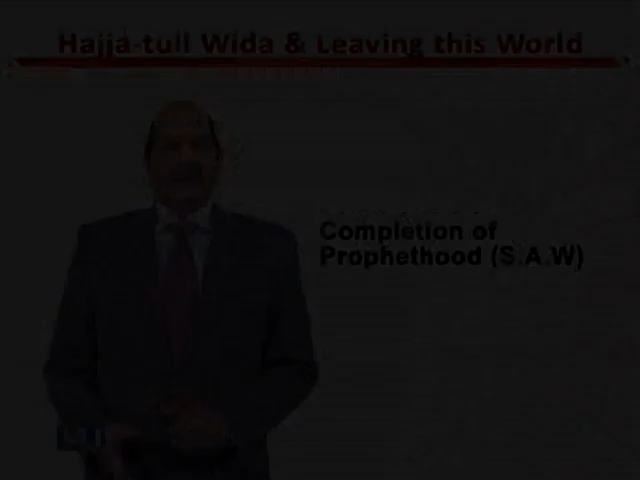 Hajja-tull Wida & Leaving this World
Completion of
Prophethood (S.A.W)